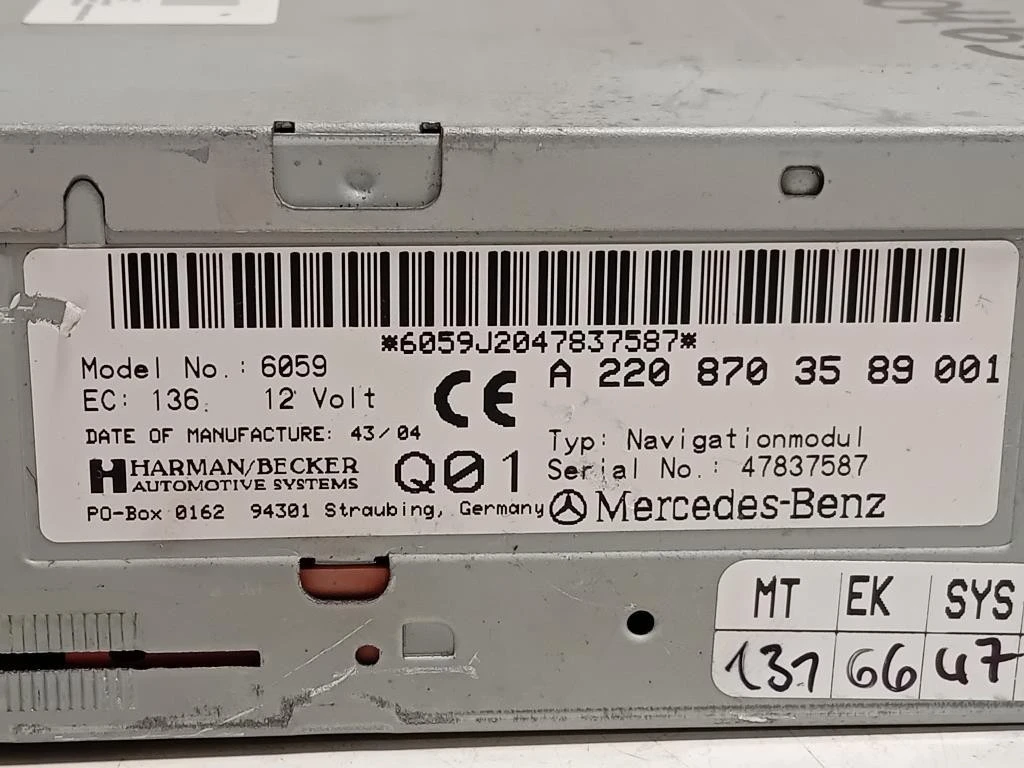 *6059J2047837587*
Model No.: 6059
A 220 870 35 89 001
EC: 136. 12 Volt
CE
DATE OF MANUFACTURE: 43/04
Typ: Navigationmodul
HARMAN/BECKER
AUTOMOTIVE SYSTEMS
Q01
Serial No.: 47837587
PO-Box 0162 94301 Straubing, Germany
Mercedes-Benz
MT EK SYS
131 66 47